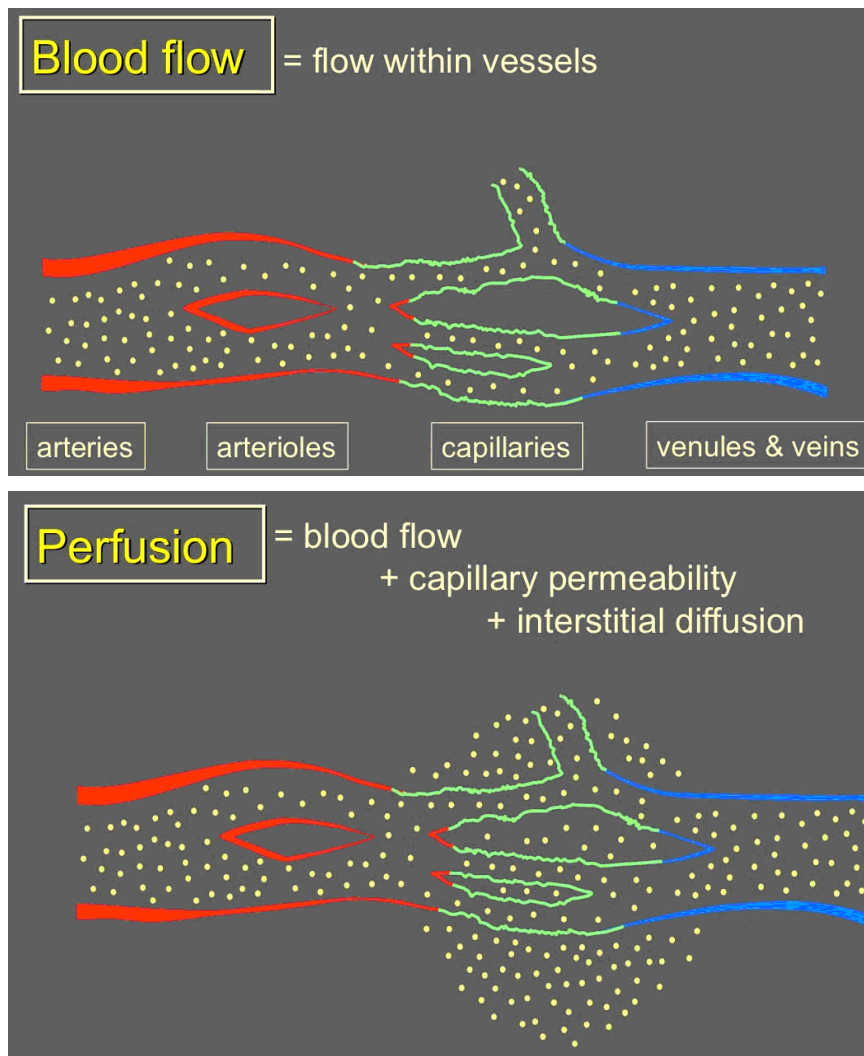 Blood flow = flow within vessels
arteries arterioles capillaries venules & veins
Perfusion = blood flow
+ capillary permeability
+ interstitial diffusion